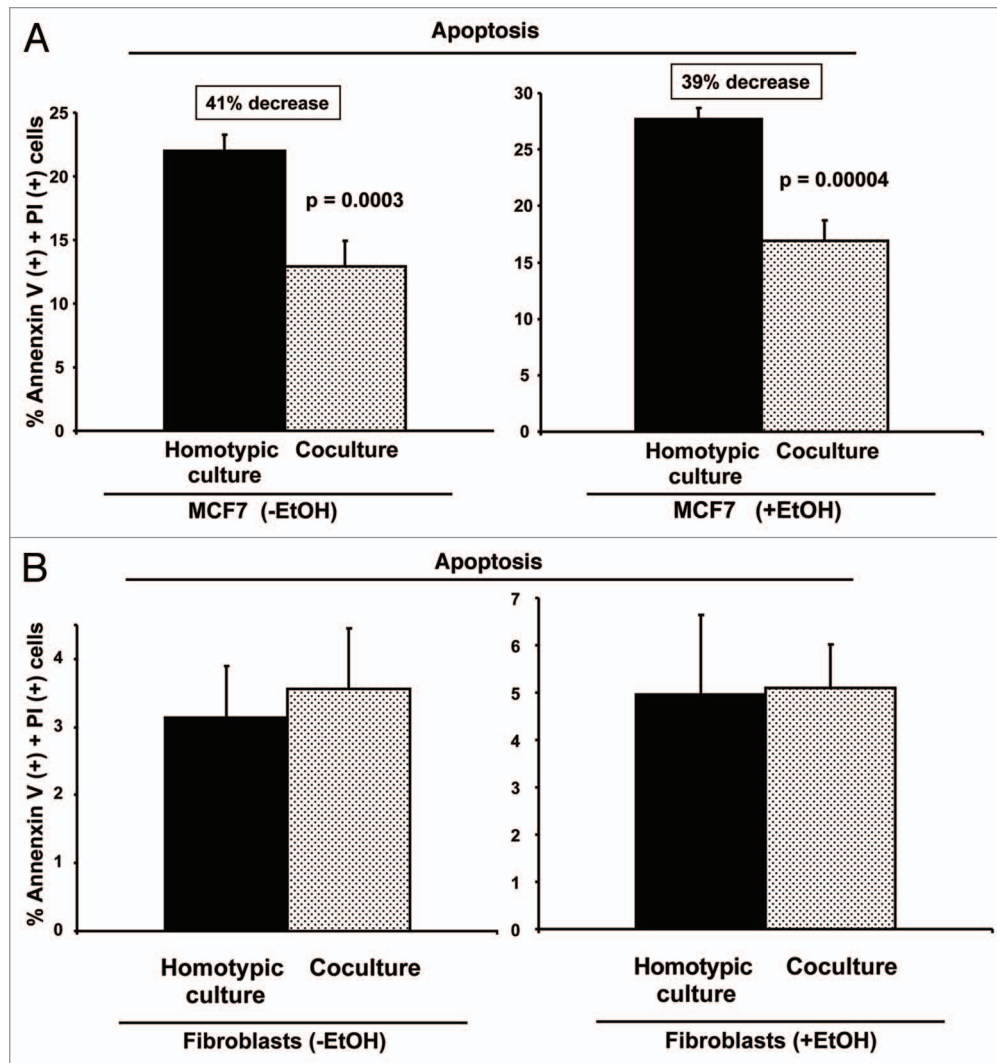 A
Apoptosis
41% decrease
39% decrease
% Annenxin V (+) + PI (+) cells
25
20
15
10
5
0
p = 0.0003
30
25
20
15
10
5
0
p = 0.00004
Homotypic Coculture
culture
MCF7 (-EtOH)
Homotypic Coculture
culture
MCF7 (+EtOH)
B
Apoptosis
% Annenxin V (+) + PI (+) cells
4
3
2
1
0
7
6
5
4
3
2
1
0
Homotypic Coculture
culture
Fibroblasts (-EtOH)
Homotypic Coculture
culture
Fibroblasts (+EtOH)